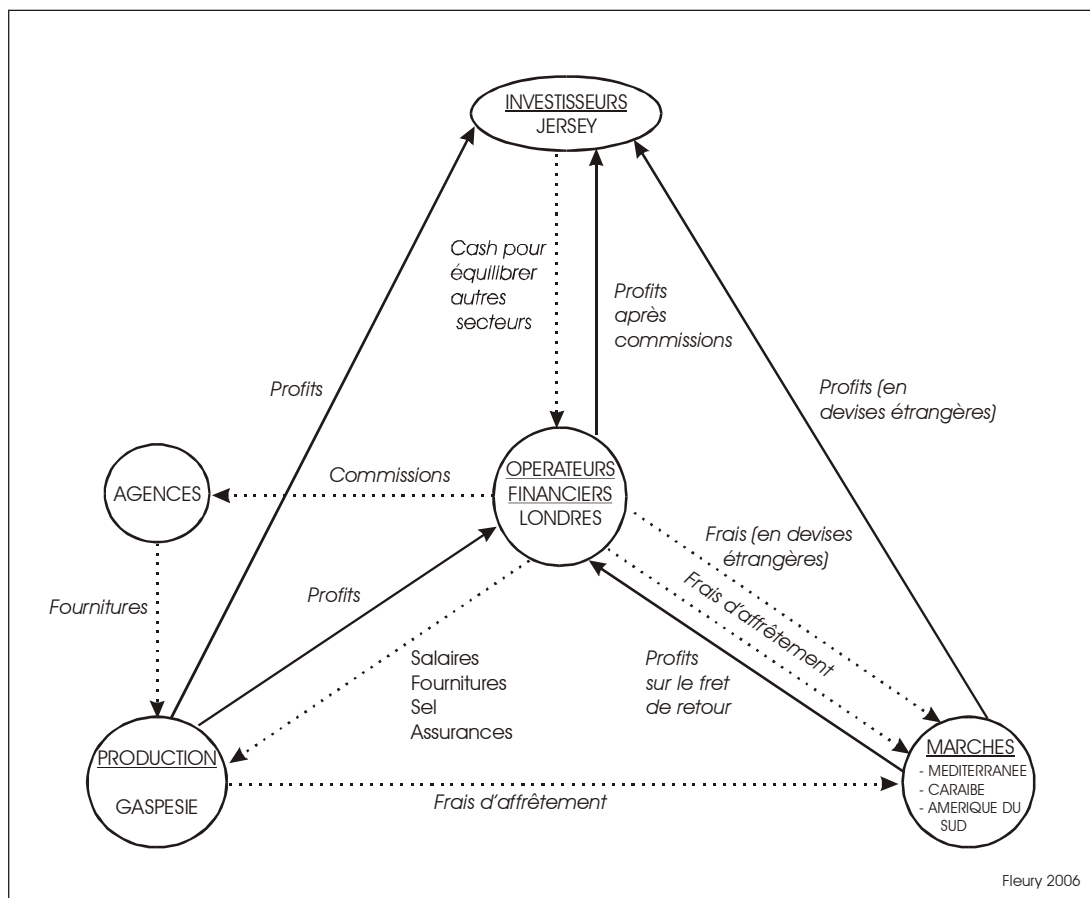 INVESTISSEURS
JERSEY
Cash pour
équilibrer
autres
secteurs
Profits
après
commissions
Profits
Profits (en
devises étrangères)
AGENCES
Commissions
OPERATEURS
FINANCIERS
LONDRES
Frais (en devises
étrangères)
Frais d'affrêtement
Fournitures
Profits
Salaires
Fournitures
Sel
Assurances
Profits
sur le fret
de retour
PRODUCTION
GASPESIE
Frais d'affrêtement
MARCHES
- MEDITERRANEE
- CARAIBE
- AMERIQUE DU
SUD
Fleury 2006